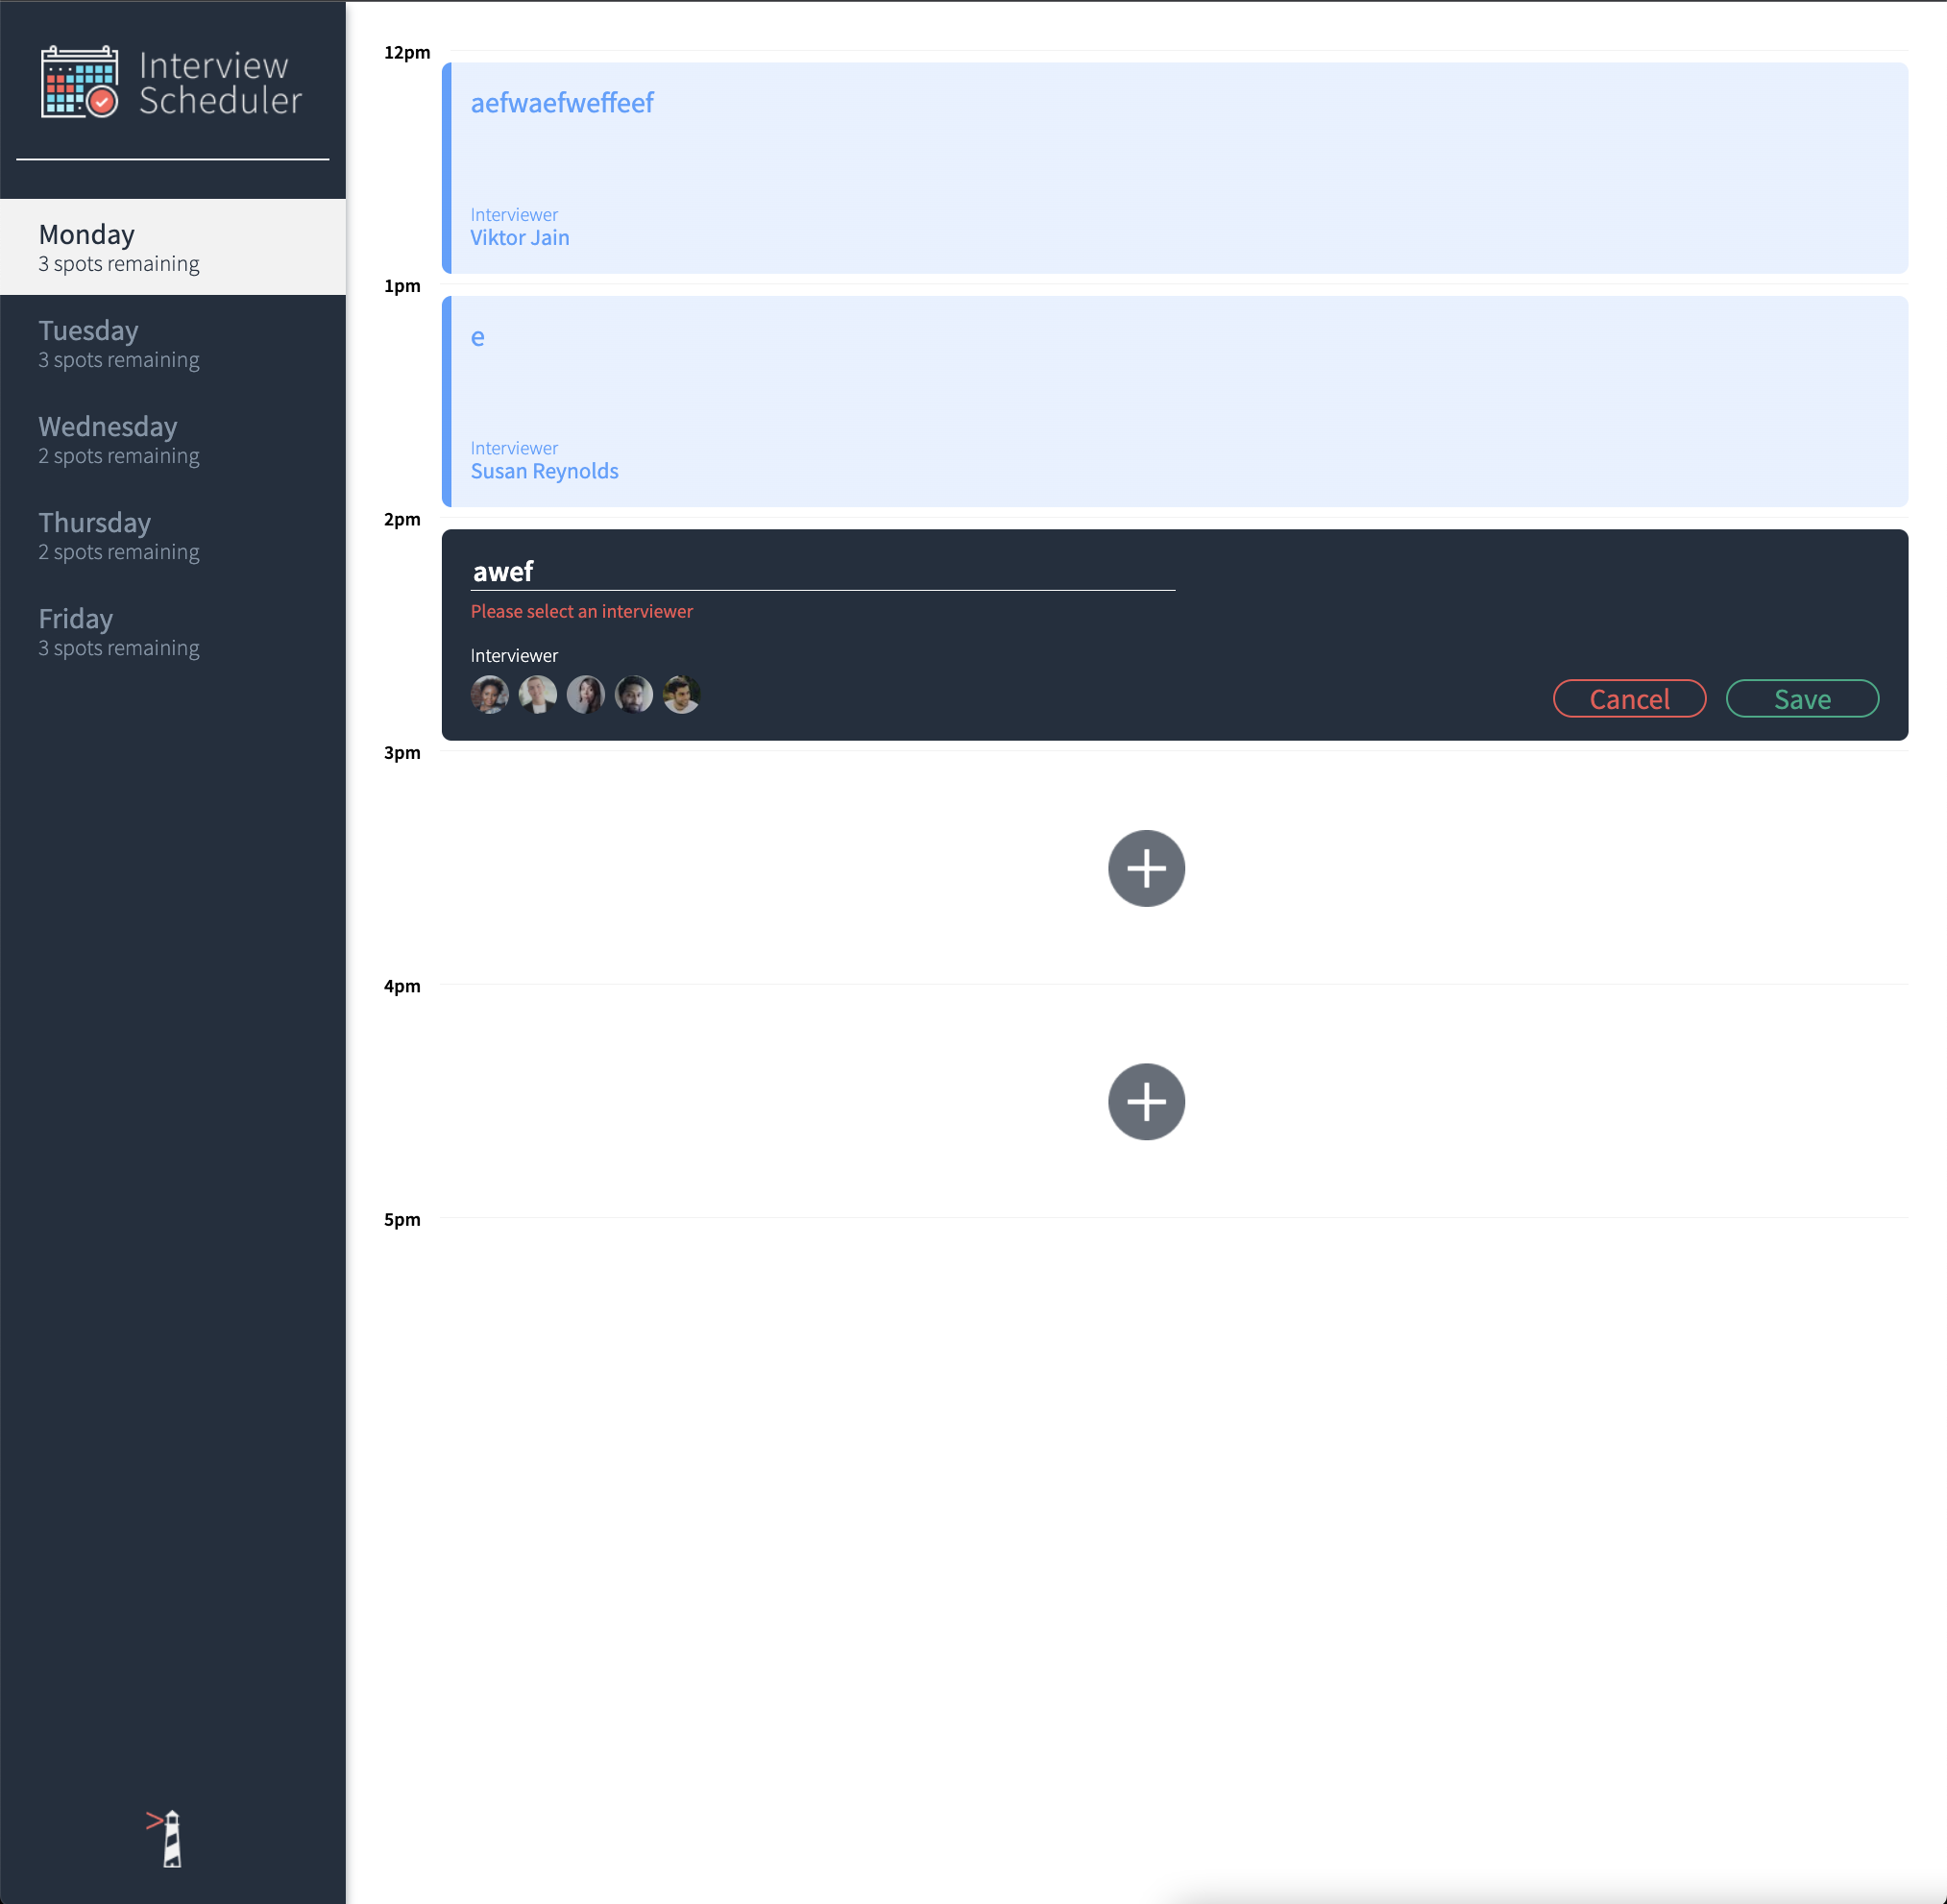 Interview
Scheduler
Monday
3 spots remaining
Tuesday
3 spots remaining
Wednesday
2 spots remaining
Thursday
2 spots remaining
Friday
3 spots remaining
12pm
aefwaefweffeef
Interviewer
Viktor Jain
1pm
e
Interviewer
Susan Reynolds
2pm
awef
Please select an interviewer
Interviewer
Cancel Save
3pm
4pm
5pm